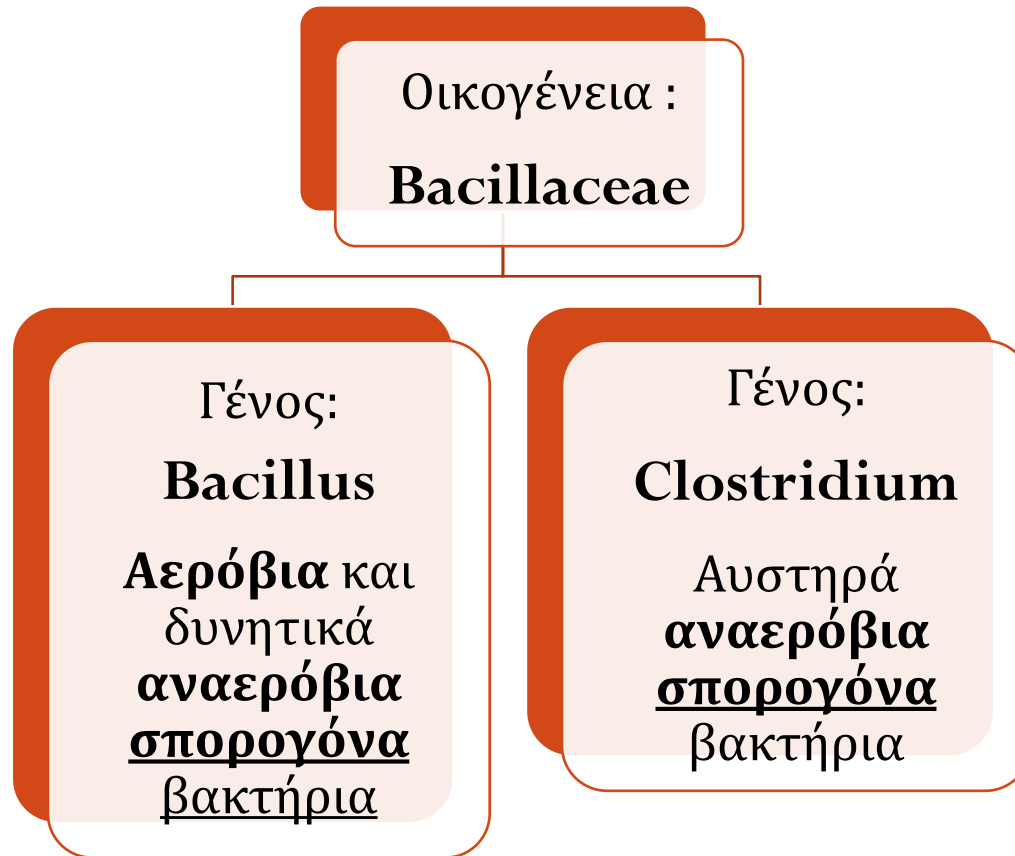 Οικογένεια :
Bacillaceae
Γένος:
Bacillus
Αερόβια και
δυνητικά
αναερόβια
σπορογόνα
βακτήρια
Γένος:
Clostridium
Αυστηρά
αναερόβια
σπορογόνα
βακτήρια